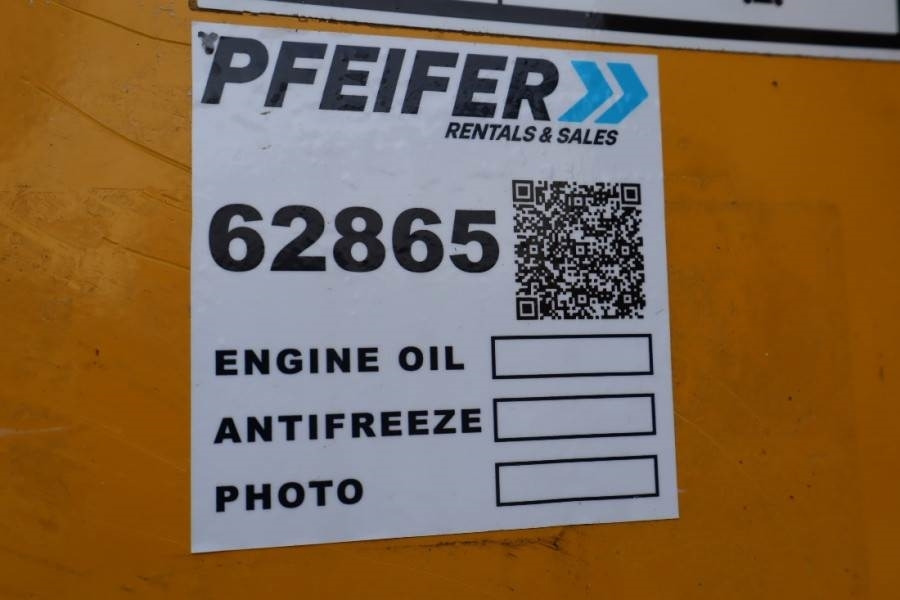 PFEIFER
RENTALS & SALES
62865
ENGINE OIL
ANTIFREEZE
PHOTO